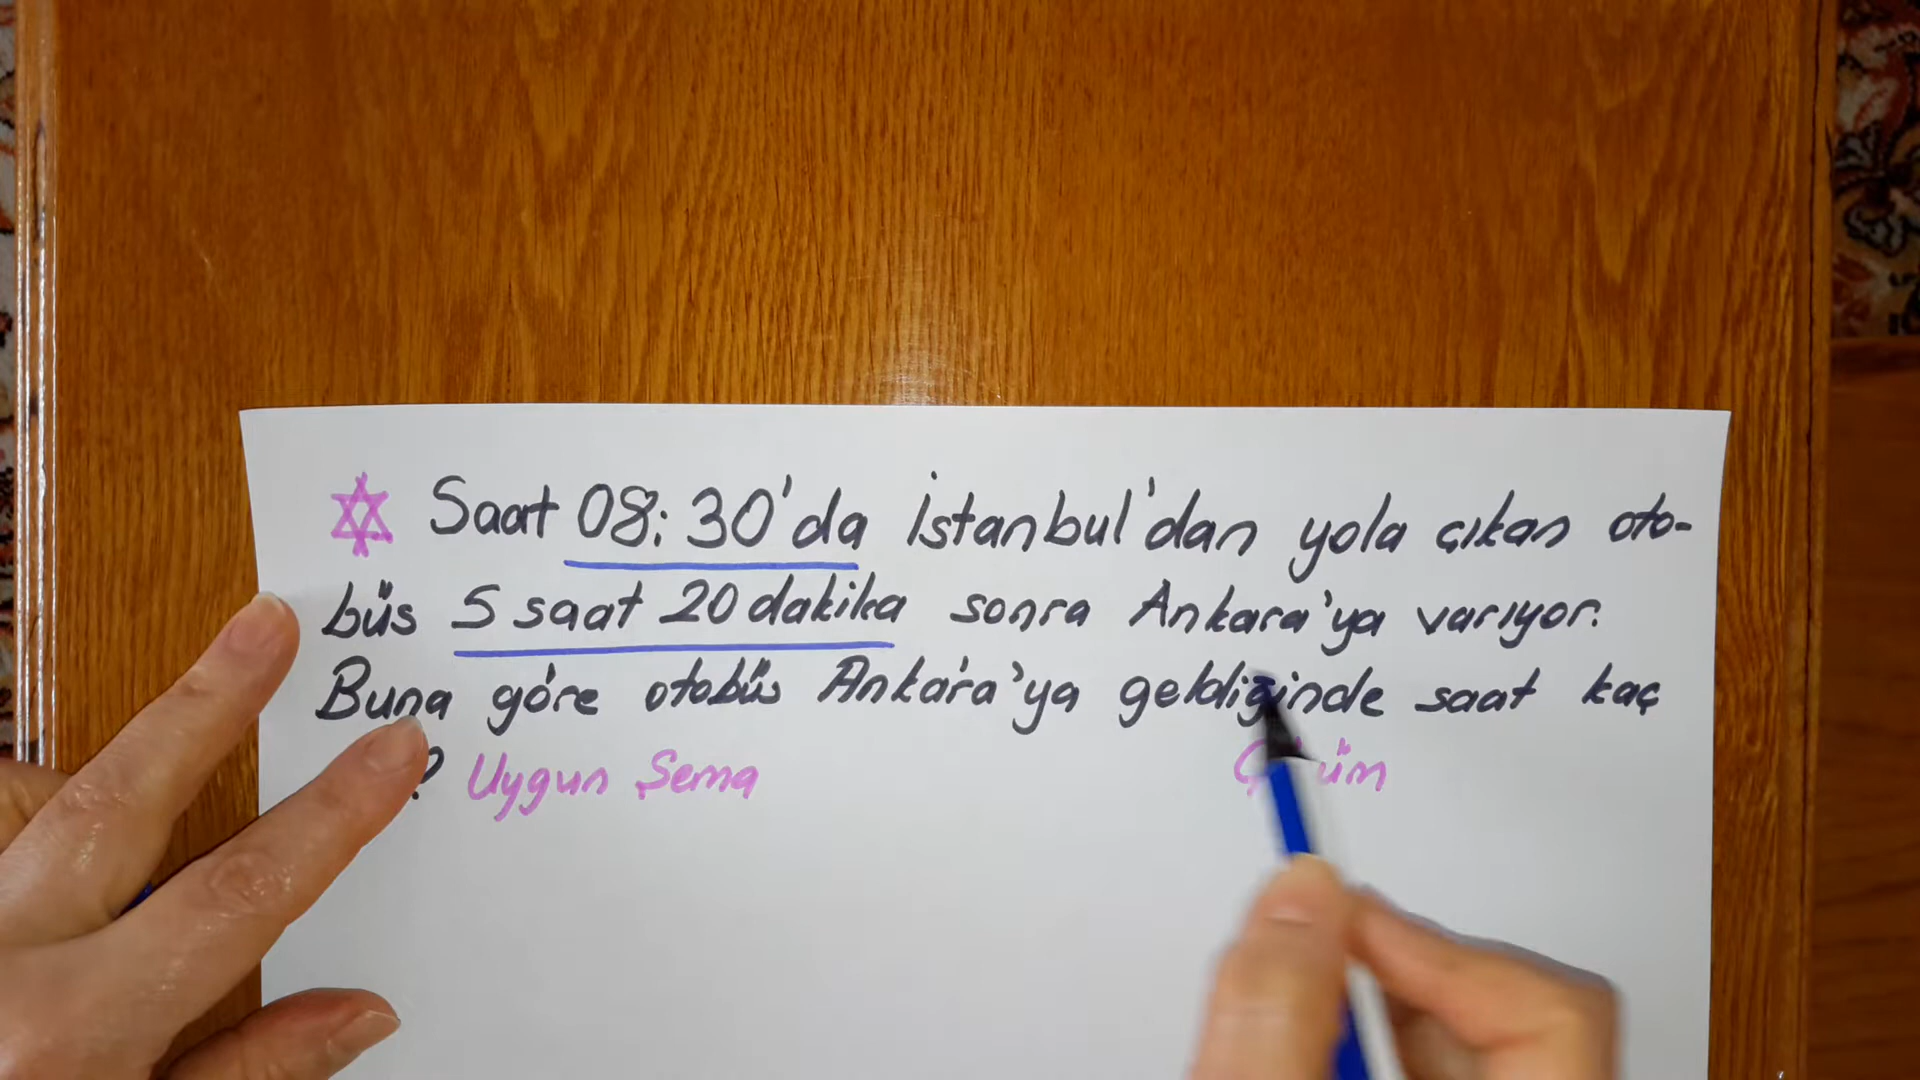 Saat 08:30'da İstanbul'dan yola çıkan oto-
büs 5 saat 20 dakika sonra Ankara'ya varıyor.
Buna göre otobüs Ankara'ya geldiğinde saat kaç
? Uygun Şema